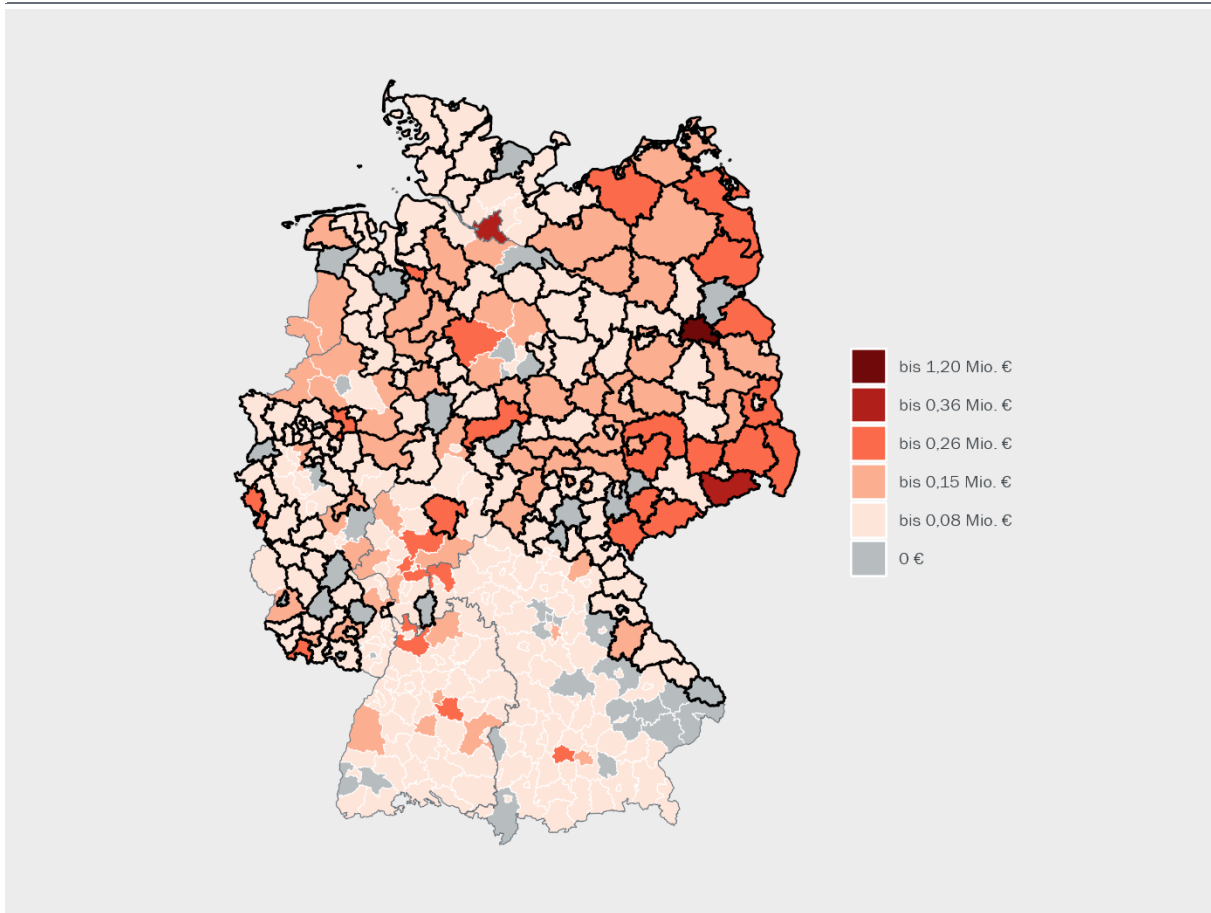 bis 1,20 Mio. €
bis 0,36 Mio. €
bis 0,26 Mio. €
bis 0,15 Mio. €
bis 0,08 Mio. €
0 €